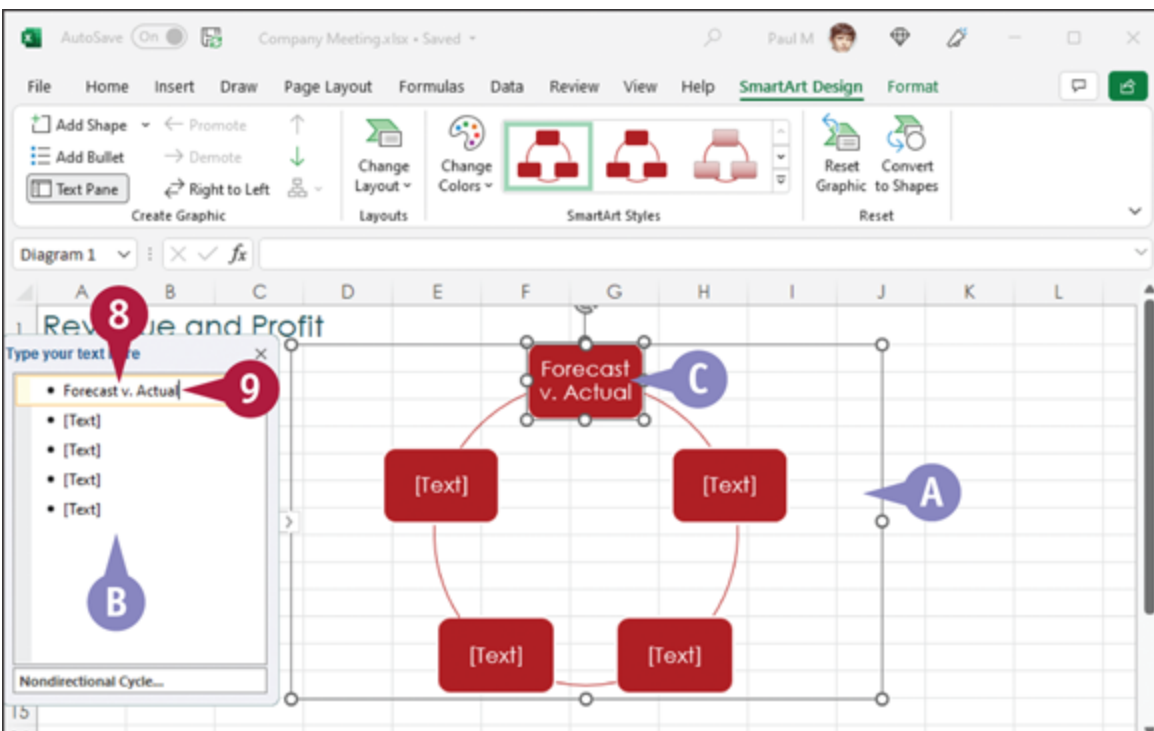 AutoSave On Company Meeting.xlsx • Saved Paul M
File Home Insert Draw Page Layout Formulas Data Review View Help SmartArt Design Format
Add Shape Promote
Add Bullet Demote
Text Pane Right to Left
Create Graphic
Change
Layout
Layouts
Change
Colors
SmartArt Styles
Reset
Graphic
Convert
to Shapes
Reset
Diagram 1 fx
A B C D E F G H I J K L
1 and Profit
8
Type your text
• Forecast v. Actual
9
• [Text]
• [Text]
• [Text]
• [Text]
B
Nondirectional Cycle...
15
Forecast
v. Actual
C
[Text] [Text]
A
[Text] [Text]